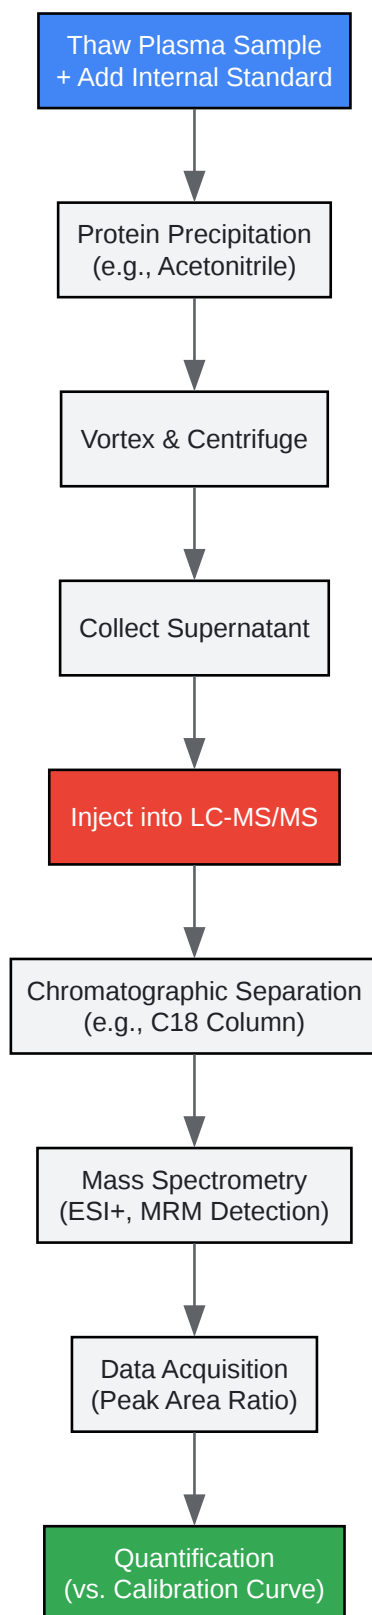 Thaw Plasma Sample
+ Add Internal Standard
Protein Precipitation
(e.g., Acetonitrile)
Vortex & Centrifuge
Collect Supernatant
Inject into LC-MS/MS
Chromatographic Separation
(e.g., C18 Column)
Mass Spectrometry
(ESI+, MRM Detection)
Data Acquisition
(Peak Area Ratio)
Quantification
(vs. Calibration Curve)